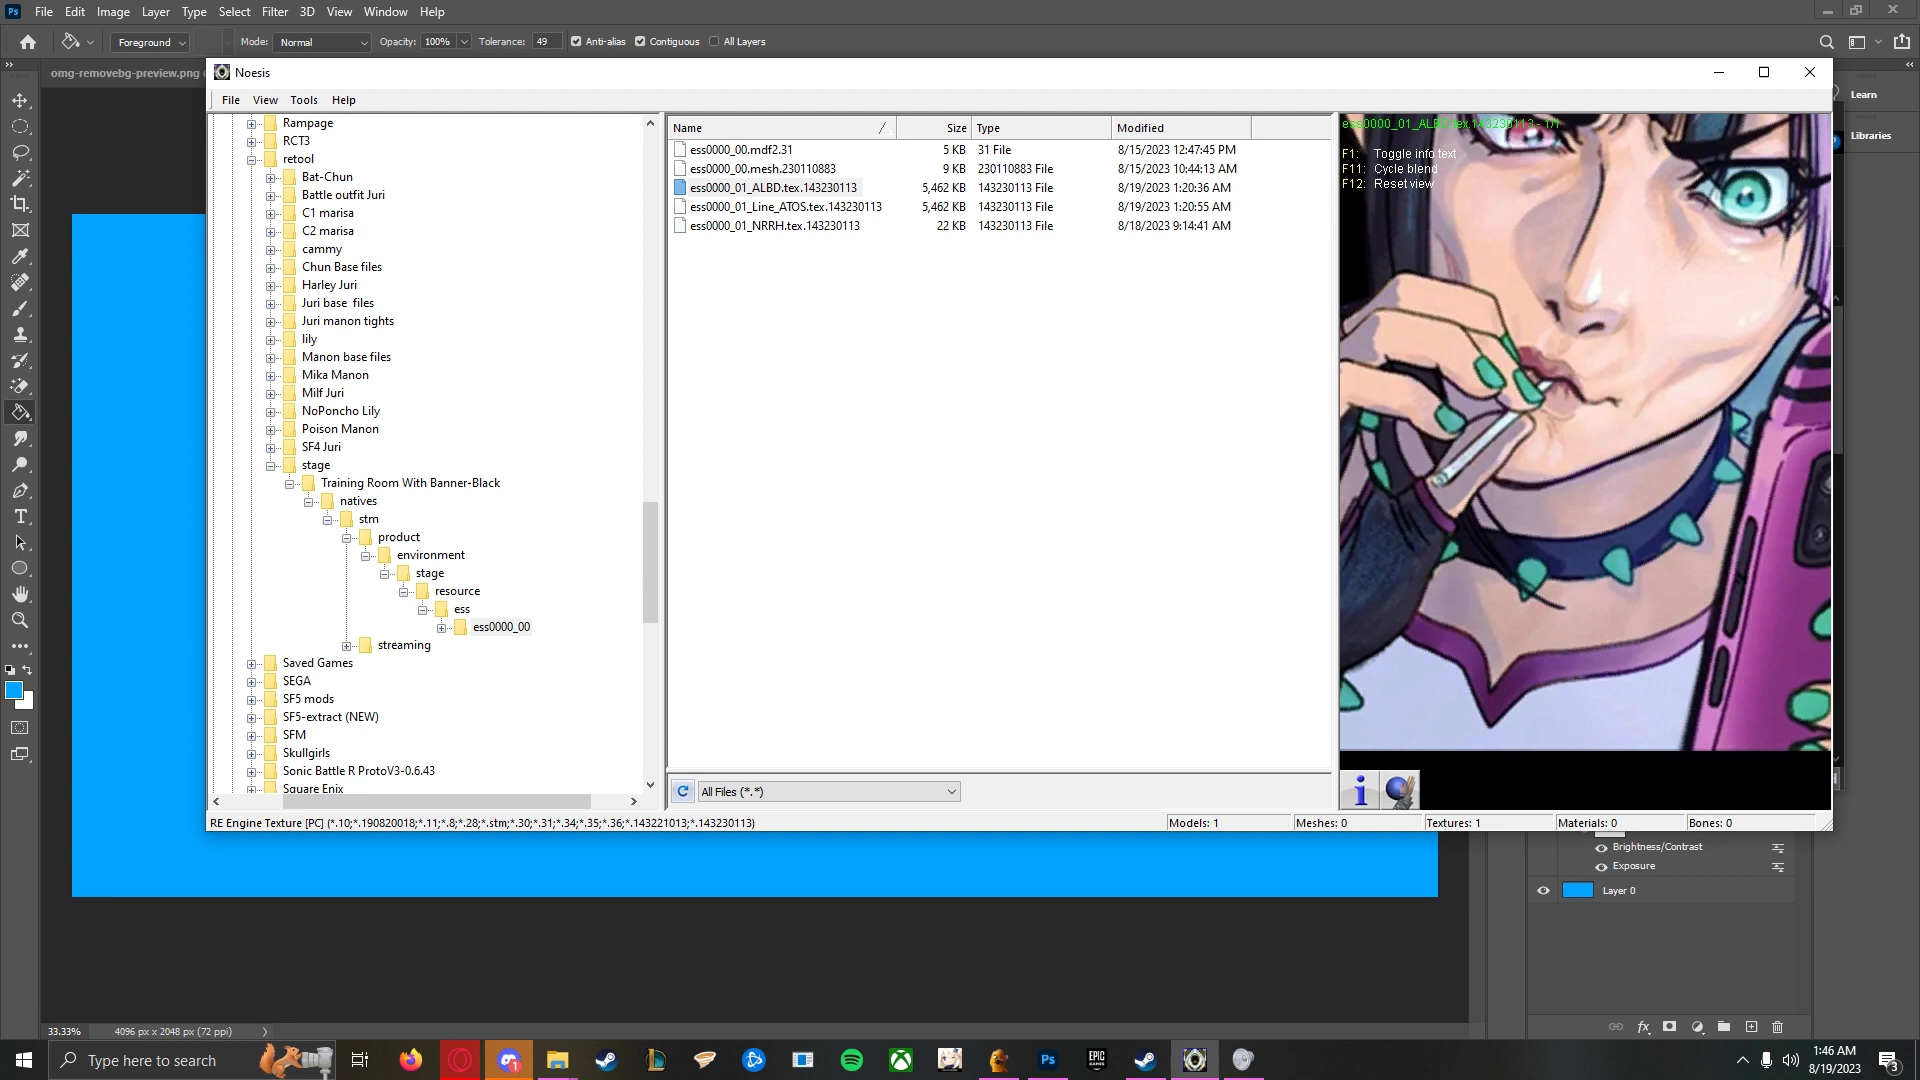 Ps File Edit Image Layer Type Select Filter 3D View Window Help
Foreground Mode: Normal Opacity: 100% Tolerance: 49 Anti-alias Contiguous All Layers
omg-removebg-preview.png
Noesis
File View Tools Help
Learn
Libraries
Rampage
RCT3
retool
Bat-Chun
Battle outfit Juri
C1 marisa
C2 marisa
cammy
Chun Base files
Harley Juri
Juri base files
Juri manon tights
lily
Manon base files
Mika Manon
Milf Juri
NoPoncho Lily
Poison Manon
SF4 Juri
stage
Training Room With Banner-Black
natives
stm
product
environment
stage
resource
ess
ess0000_00
streaming
Saved Games
SEGA
SF5 mods
SF5-extract (NEW)
SFM
Skullgirls
Sonic Battle R ProtoV3-0.6.43
Square Enix
Name Size Type Modified
ess0000_00.mdf2.31 5 KB 31 File 8/15/2023 12:47:45 PM
ess0000_00.mesh.230110883 9 KB 230110883 File 8/15/2023 10:44:13 AM
ess0000_01_ALBD.tex.143230113 5,462 KB 143230113 File 8/19/2023 1:20:36 AM
ess0000_01_Line_ATOS.tex.143230113 5,462 KB 143230113 File 8/19/2023 1:20:55 AM
ess0000_01_NRRH.tex.143230113 22 KB 143230113 File 8/18/2023 9:14:41 AM
ess0000_01_ALBD.tex.143230113 - 1/1
F1: Toggle info text
F11: Cycle blend
F12: Reset view
All Files (*.*)
RE Engine Texture [PC] (*.10;*.190820018;*.11;*.8;*.28;*.stm;*.30;*.31;*.34;*.35;*.36;*.143221013;*.143230113)
Models: 1 Meshes: 0 Textures: 1 Materials: 0 Bones: 0
Brightness/Contrast
Exposure
Layer 0
33.33% 4096 px x 2048 px (72 ppi)
fx
Type here to search
1
Ps
EPIC GAMES
1:46 AM
8/19/2023
3